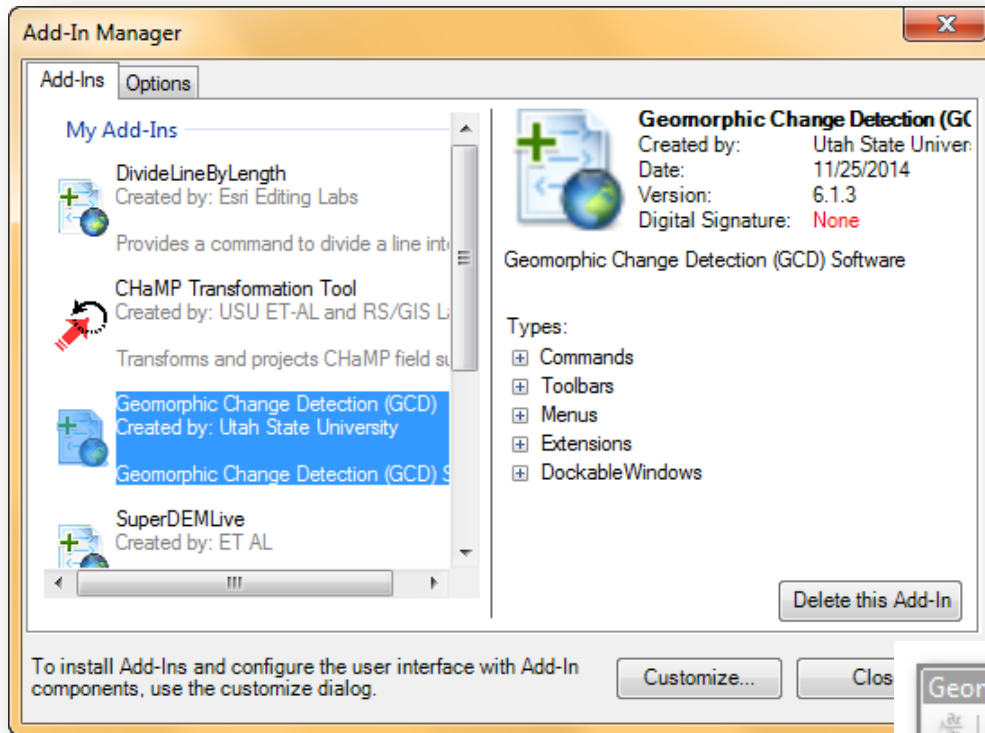 Add-In Manager
X
Add-Ins
Options
My Add-Ins
DivideLineByLength
Created by: Esri Editing Labs
Provides a command to divide a line int
CHaMP Transformation Tool
Created by: USU ET-AL and RS/GIS L
Transforms and projects CHaMP field su
Geomorphic Change Detection (GCD)
Created by: Utah State University
Geomorphic Change Detection (GCD) S
SuperDEMLive
Created by: ET AL
Geomorphic Change Detection (GC
Created by: Utah State Univer
Date: 11/25/2014
Version: 6.1.3
Digital Signature: None
Geomorphic Change Detection (GCD) Software
Types:
Commands
Toolbars
Menus
Extensions
DockableWindows
Delete this Add-In
To install Add-Ins and configure the user interface with Add-In
components, use the customize dialog.
Customize...
Clos
Geor